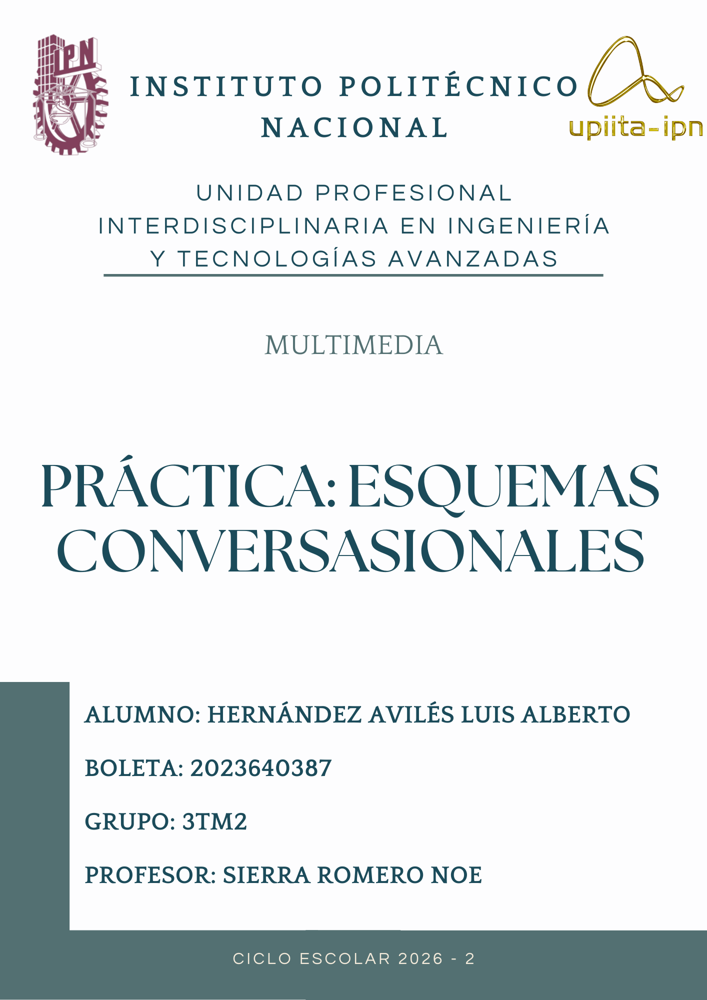 IPN
INSTITUTO POLITÉCNICO
NACIONAL
upiita-ipn
UNIDAD PROFESIONAL
INTERDISCIPLINARIA EN INGENIERÍA
Y TECNOLOGÍAS AVANZADAS
MULTIMEDIA
PRÁCTICA: ESQUEMAS
CONVERSASIONALES
ALUMNO: HERNÁNDEZ AVILÉS LUIS ALBERTO
BOLETA: 2023640387
GRUPO: 3TM2
PROFESOR: SIERRA ROMERO NOE
CICLO ESCOLAR 2026 - 2